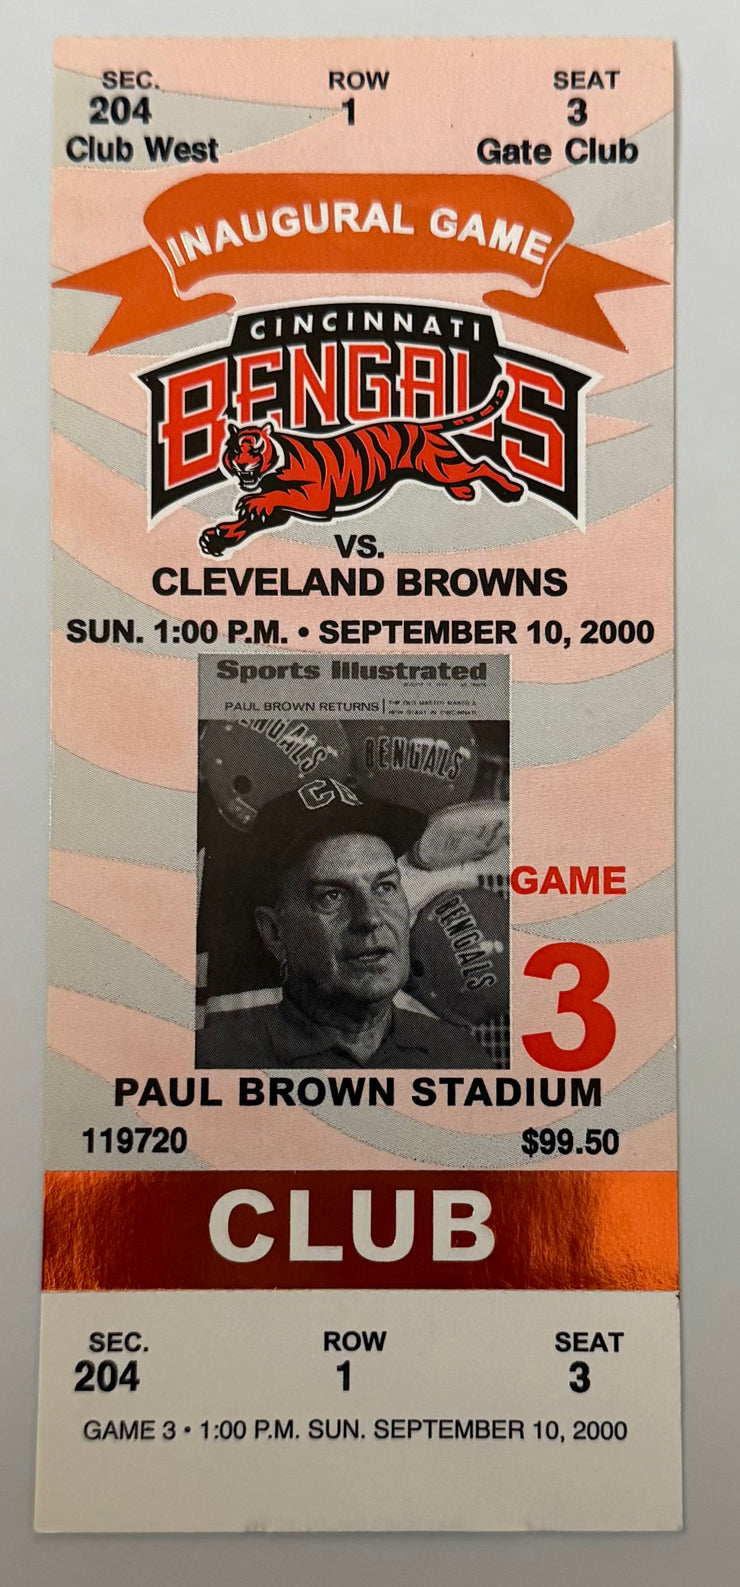 SEC. ROW SEAT
204 1 3
Club West Gate Club
INAUGURAL GAME
CINCINNATI
BENGALS
VS.
CLEVELAND BROWNS
SUN. 1:00 P.M. • SEPTEMBER 10, 2000
Sports Illustrated
PAUL BROWN RETURNS
BENGALS
BENGALS
BENGALS
GAME
3
PAUL BROWN STADIUM
119720 $99.50
CLUB
SEC. ROW SEAT
204 1 3
GAME 3 • 1:00 P.M. SUN. SEPTEMBER 10, 2000